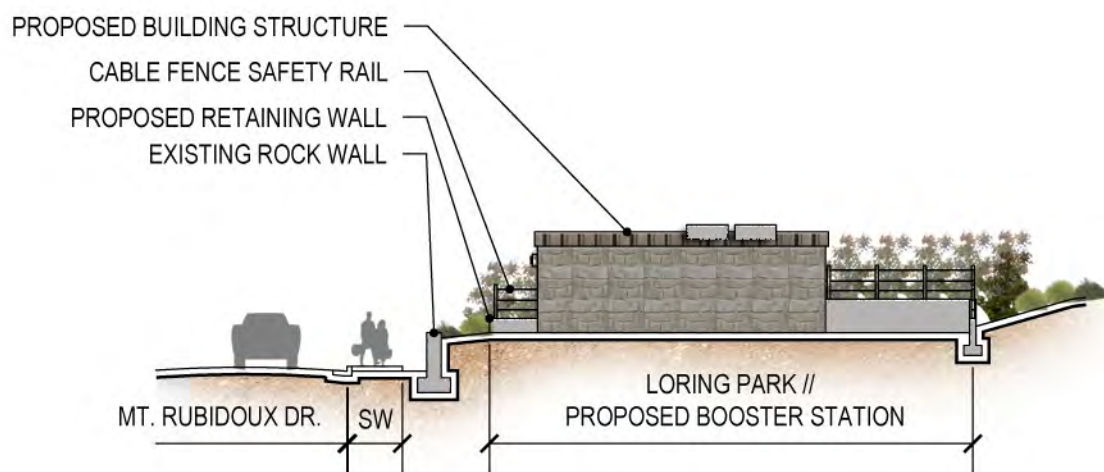 PROPOSED BUILDING STRUCTURE
CABLE FENCE SAFETY RAIL
PROPOSED RETAINING WALL
EXISTING ROCK WALL
MT. RUBIDOUX DR.
SW
LORING PARK //
PROPOSED BOOSTER STATION